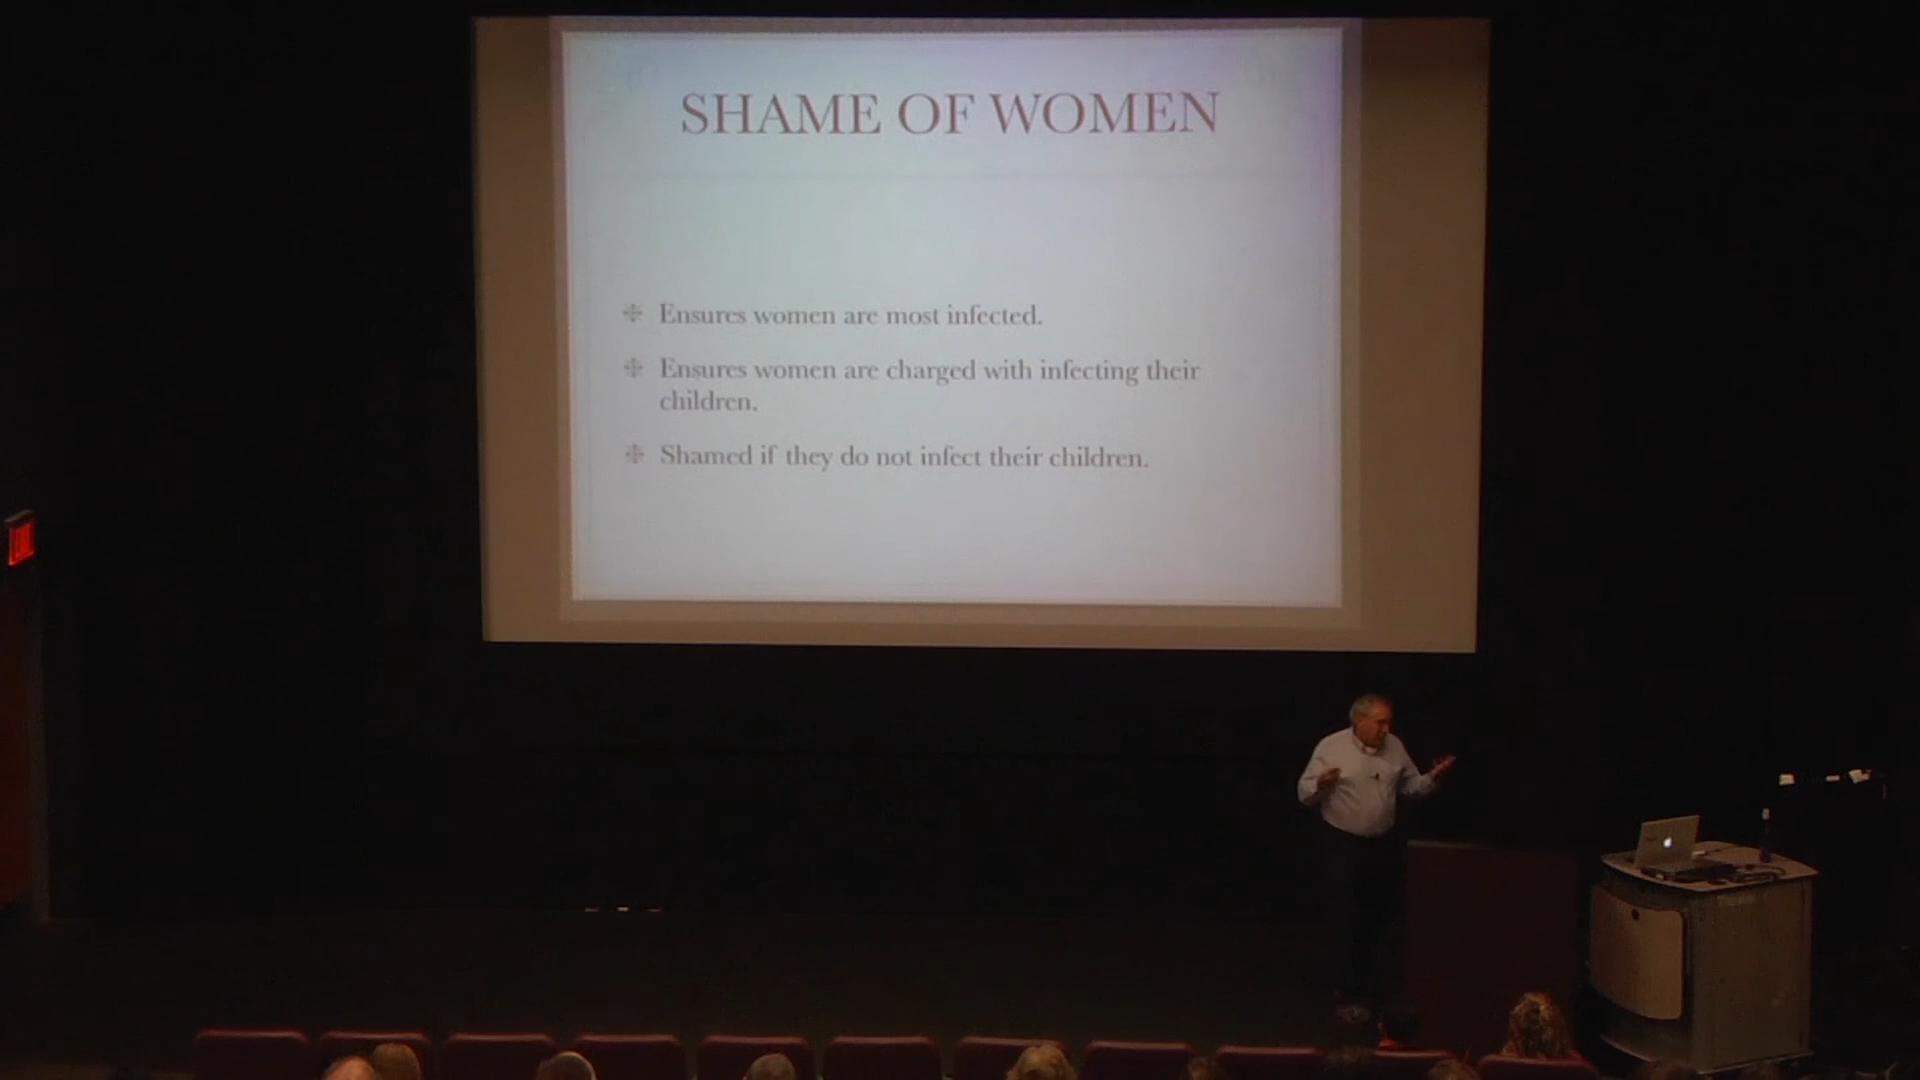 SHAME OF WOMEN
Ensures women are most infected.
Ensures women are charged with infecting their
children.
Shamed if they do not infect their children.